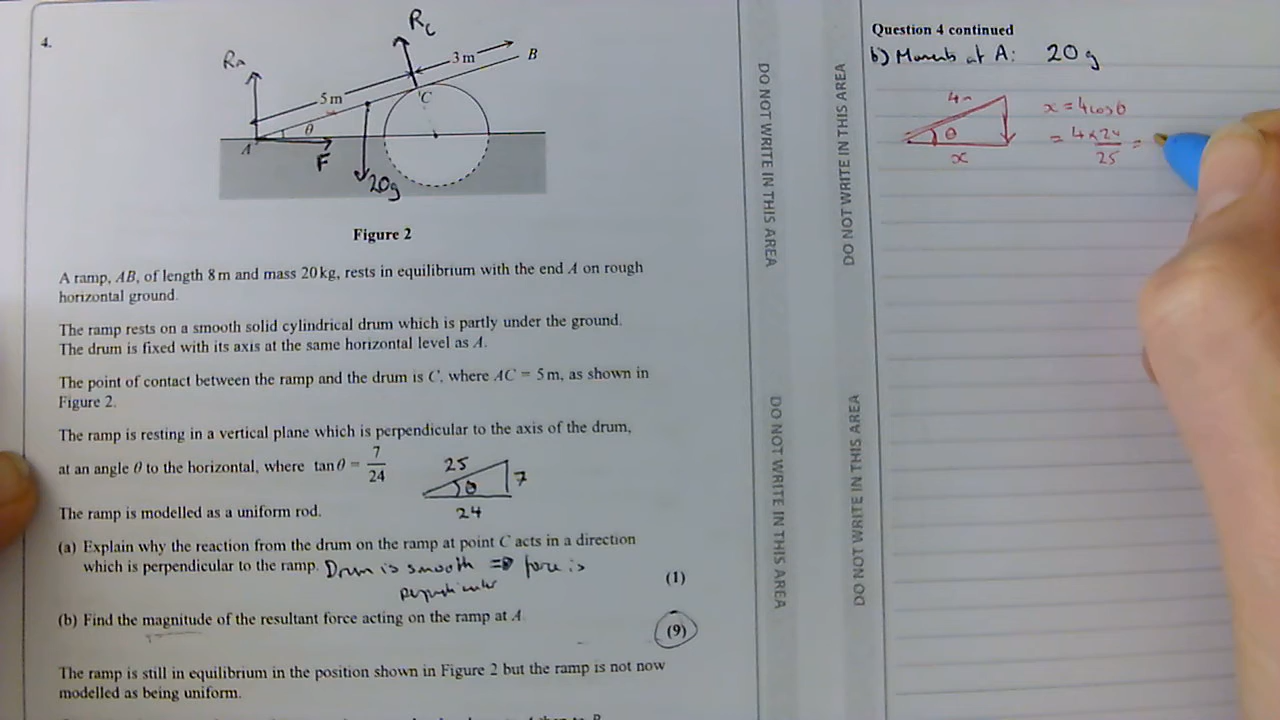 4.
R_A
R_C
3 m
B
5 m
C
θ
A
F
20g
Figure 2
A ramp, AB, of length 8 m and mass 20 kg, rests in equilibrium with the end A on rough
horizontal ground.
The ramp rests on a smooth solid cylindrical drum which is partly under the ground.
The drum is fixed with its axis at the same horizontal level as A.
The point of contact between the ramp and the drum is C, where AC = 5 m, as shown in
Figure 2.
The ramp is resting in a vertical plane which is perpendicular to the axis of the drum,
at an angle θ to the horizontal, where tan θ = 7/24
25
θ
7
24
The ramp is modelled as a uniform rod.
(a) Explain why the reaction from the drum on the ramp at point C acts in a direction
which is perpendicular to the ramp. Drum is smooth => force is
perpendicular
(1)
(b) Find the magnitude of the resultant force acting on the ramp at A
(9)
The ramp is still in equilibrium in the position shown in Figure 2 but the ramp is not now
modelled as being uniform.
DO NOT WRITE IN THIS AREA
DO NOT WRITE IN THIS AREA
DO NOT WRITE IN THIS AREA
DO NOT WRITE IN THIS AREA
Question 4 continued
b) Moments at A: 20g
4m
θ
x
x = 4cosθ
= 4 × 24/25 =